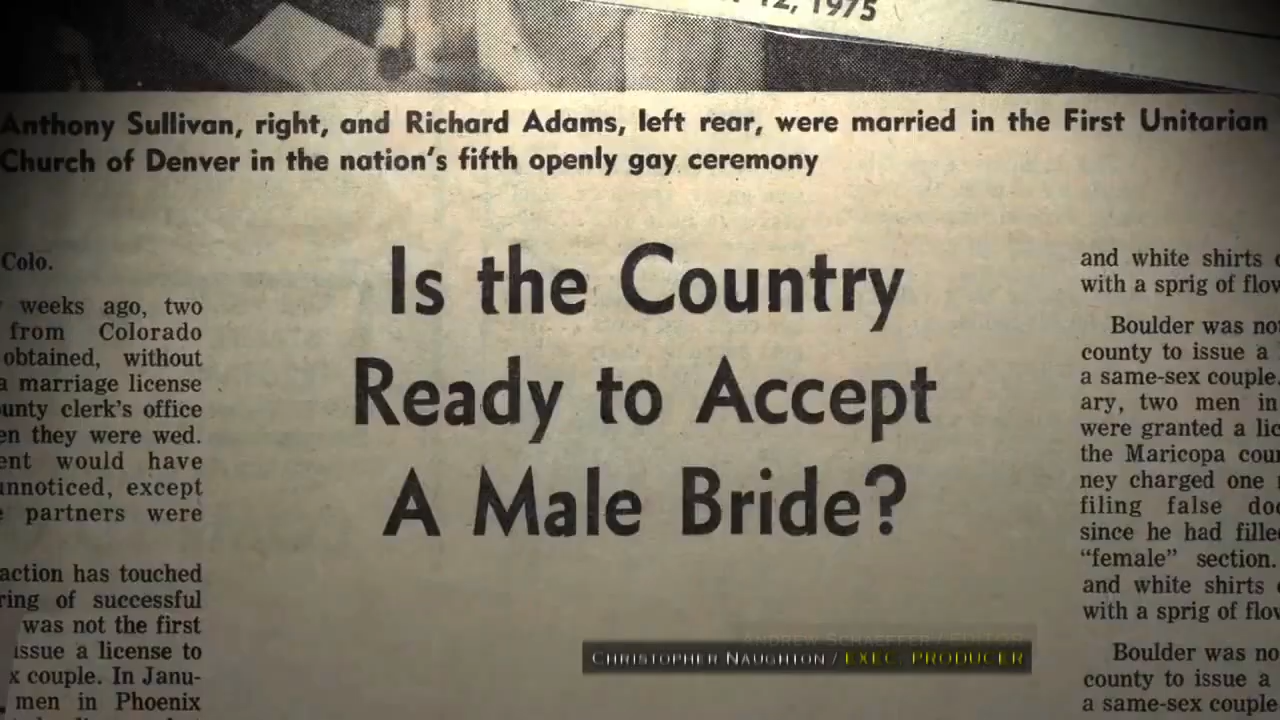 12, 1975
Anthony Sullivan, right, and Richard Adams, left rear, were married in the First Unitarian
Church of Denver in the nation's fifth openly gay ceremony
Is the Country
Ready to Accept
A Male Bride?
Colo.
weeks ago, two
from Colorado
obtained, without
a marriage license
unty clerk's office
en they were wed.
ent would have
unnoticed, except
partners were
action has touched
ring of successful
was not the first
issue a license to
x couple. In Janu-
men in Phoenix
and white shirts
with a sprig of flow
Boulder was no
county to issue a
a same-sex couple.
ary, two men in
were granted a lic
the Maricopa coun
ney charged one
filing false doc
since he had fille
"female" section.
and white shirts
with a sprig of flow
Boulder was no
county to issue a
a same-sex couple
ANDREW SCHAEFFER / EDITOR
CHRISTOPHER NAUGHTON / EXEC. PRODUCER